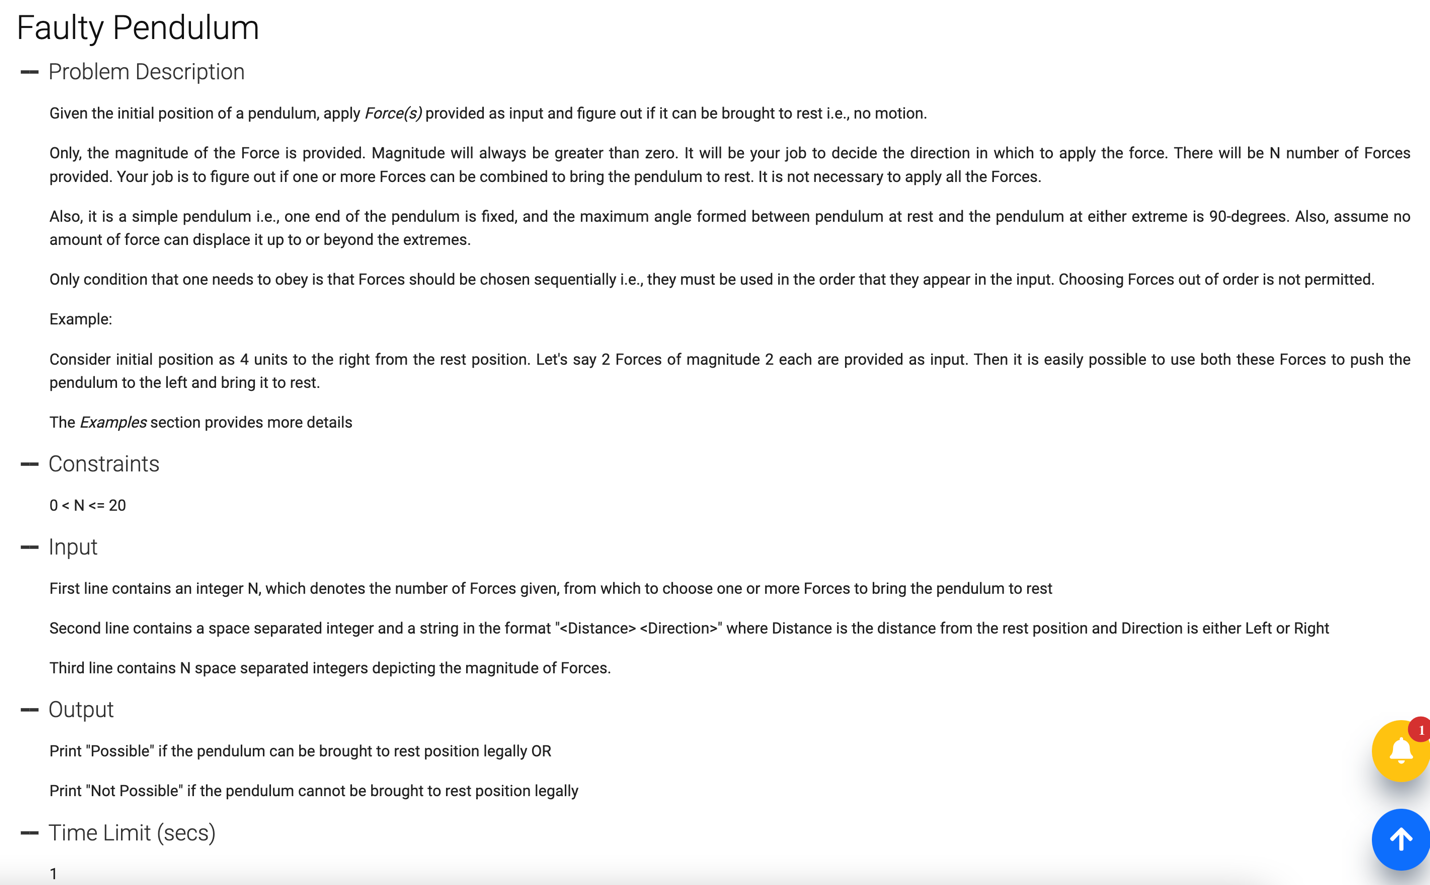 Faulty Pendulum
Problem Description
Given the initial position of a pendulum, apply Force(s) provided as input and figure out if it can be brought to rest i.e., no motion.
Only, the magnitude of the Force is provided. Magnitude will always be greater than zero. It will be your job to decide the direction in which to apply the force. There will be N number of Forces
provided. Your job is to figure out if one or more Forces can be combined to bring the pendulum to rest. It is not necessary to apply all the Forces.
Also, it is a simple pendulum i.e., one end of the pendulum is fixed, and the maximum angle formed between pendulum at rest and the pendulum at either extreme is 90-degrees. Also, assume no
amount of force can displace it up to or beyond the extremes.
Only condition that one needs to obey is that Forces should be chosen sequentially i.e., they must be used in the order that they appear in the input. Choosing Forces out of order is not permitted.
Example:
Consider initial position as 4 units to the right from the rest position. Let's say 2 Forces of magnitude 2 each are provided as input. Then it is easily possible to use both these Forces to push the
pendulum to the left and bring it to rest.
The Examples section provides more details
Constraints
0 < N <= 20
Input
First line contains an integer N, which denotes the number of Forces given, from which to choose one or more Forces to bring the pendulum to rest
Second line contains a space separated integer and a string in the format "<Distance> <Direction>" where Distance is the distance from the rest position and Direction is either Left or Right
Third line contains N space separated integers depicting the magnitude of Forces.
Output
Print "Possible" if the pendulum can be brought to rest position legally OR
1
Print "Not Possible" if the pendulum cannot be brought to rest position legally
Time Limit (secs)
1